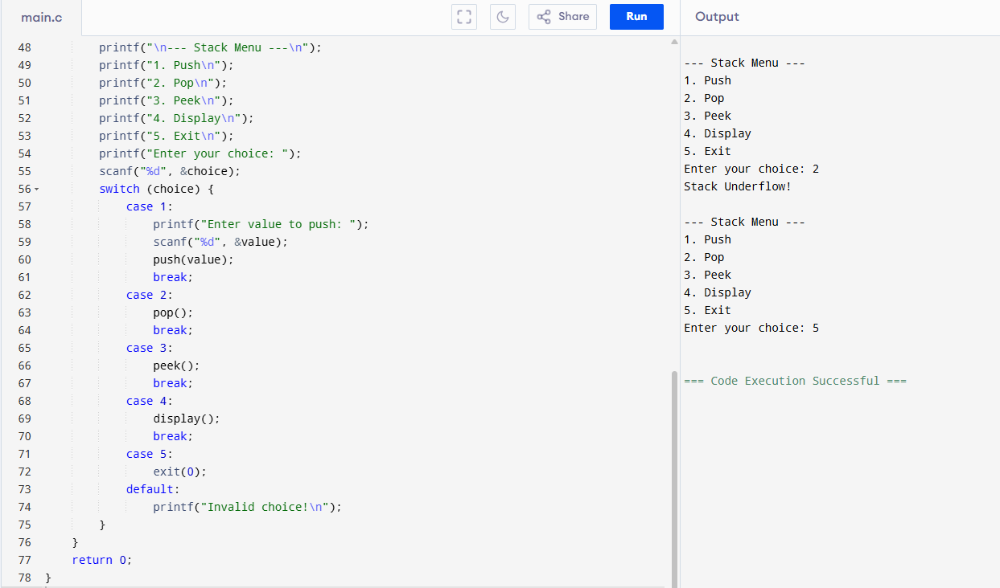 main.c
Share
Run
Output
48 printf("\n--- Stack Menu ---\n");
49 printf("1. Push\n");
50 printf("2. Pop\n");
51 printf("3. Peek\n");
52 printf("4. Display\n");
53 printf("5. Exit\n");
54 printf("Enter your choice: ");
55 scanf("%d", &choice);
56 switch (choice) {
57 case 1:
58 printf("Enter value to push: ");
59 scanf("%d", &value);
60 push(value);
61 break;
62 case 2:
63 pop();
64 break;
65 case 3:
66 peek();
67 break;
68 case 4:
69 display();
70 break;
71 case 5:
72 exit(0);
73 default:
74 printf("Invalid choice!\n");
75 }
76 }
77 return 0;
78 }
--- Stack Menu ---
1. Push
2. Pop
3. Peek
4. Display
5. Exit
Enter your choice: 2
Stack Underflow!
--- Stack Menu ---
1. Push
2. Pop
3. Peek
4. Display
5. Exit
Enter your choice: 5
=== Code Execution Successful ===